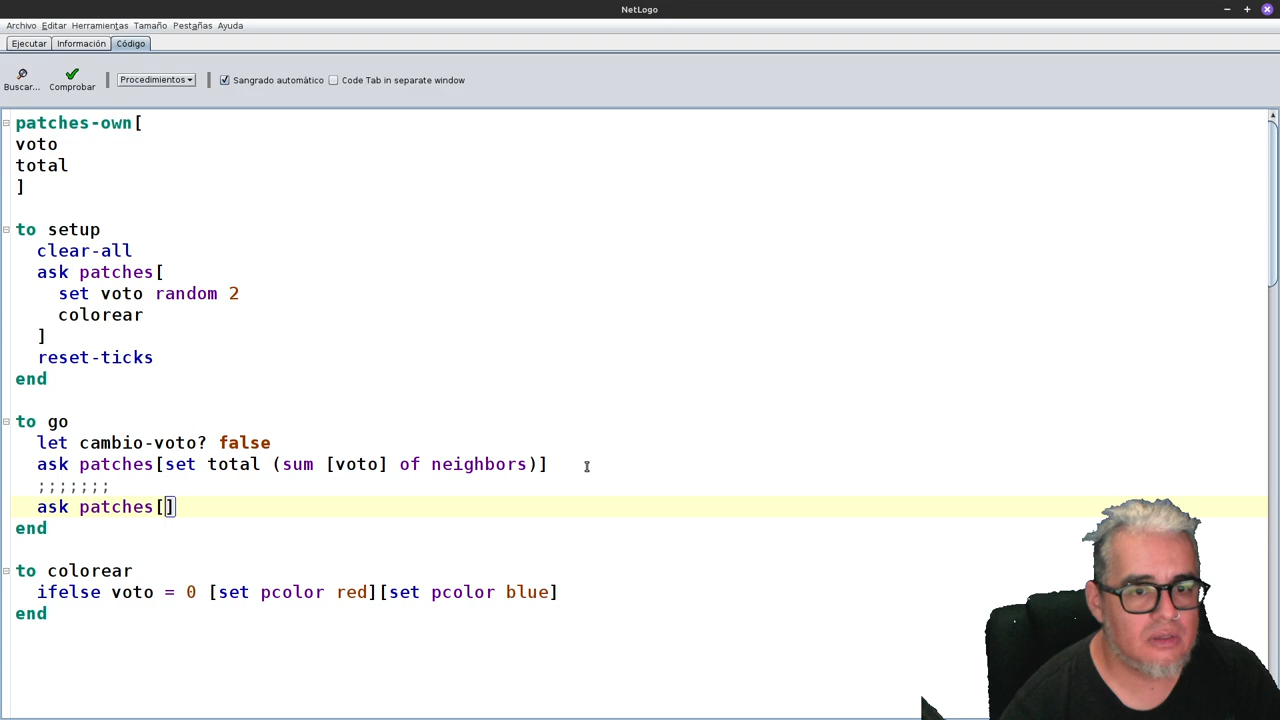 NetLogo
Archivo Editar Herramientas Tamaño Pestañas Ayuda
Ejecutar Información Código
Buscar... Comprobar Procedimientos Sangrado automático Code Tab in separate window
patches-own[
voto
total
]
to setup
clear-all
ask patches[
set voto random 2
colorear
]
reset-ticks
end
to go
let cambio-voto? false
ask patches[set total (sum [voto] of neighbors)]
;;;;;;;
ask patches[]
end
to colorear
ifelse voto = 0 [set pcolor red][set pcolor blue]
end